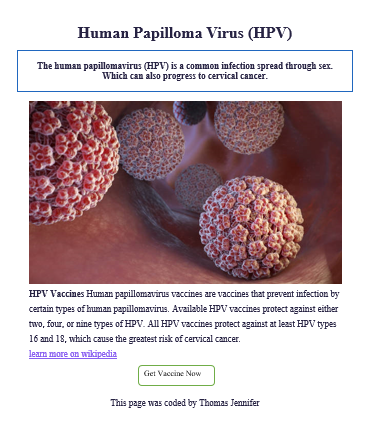 Human Papilloma Virus (HPV)
The human papillomavirus (HPV) is a common infection spread through sex.
Which can also progress to cervical cancer.
HPV Vaccines Human papillomavirus vaccines are vaccines that prevent infection by
certain types of human papillomavirus. Available HPV vaccines protect against either
two, four, or nine types of HPV. All HPV vaccines protect against at least HPV types
16 and 18, which cause the greatest risk of cervical cancer.
learn more on wikipedia
Get Vaccine Now
This page was coded by Thomas Jennifer